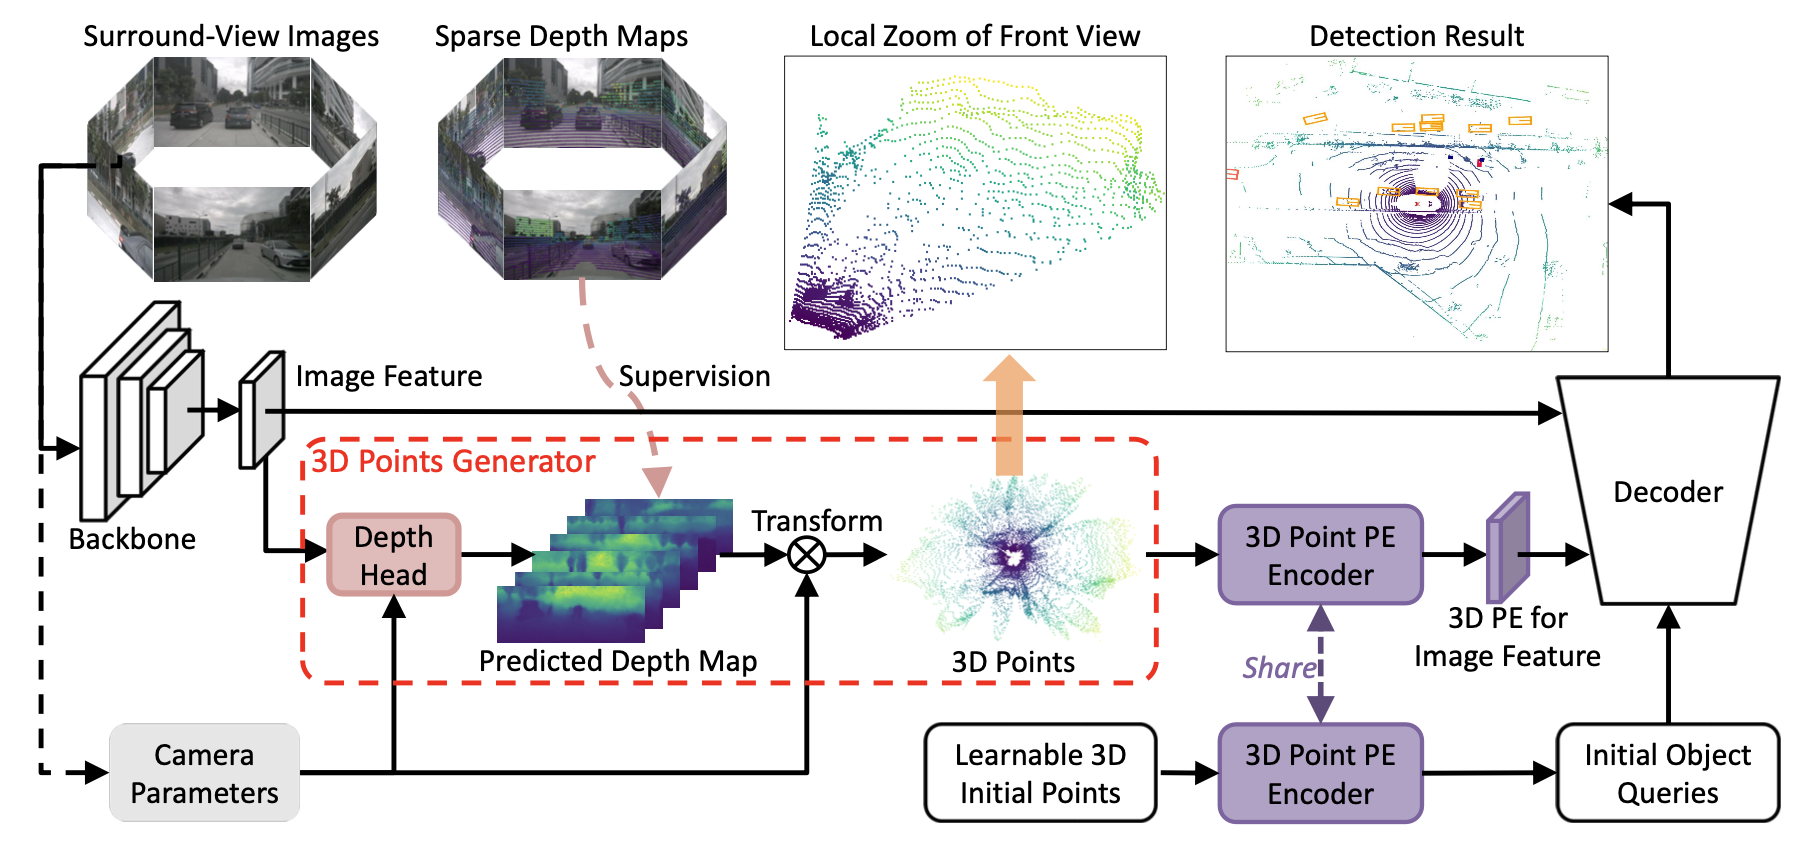 Surround-View Images
Sparse Depth Maps
Local Zoom of Front View
Detection Result
Image Feature
Supervision
3D Points Generator
Backbone
Depth
Head
Transform
Predicted Depth Map
3D Points
3D Point PE
Encoder
3D PE for
Image Feature
Decoder
Share
Camera
Parameters
Learnable 3D
Initial Points
3D Point PE
Encoder
Initial Object
Queries